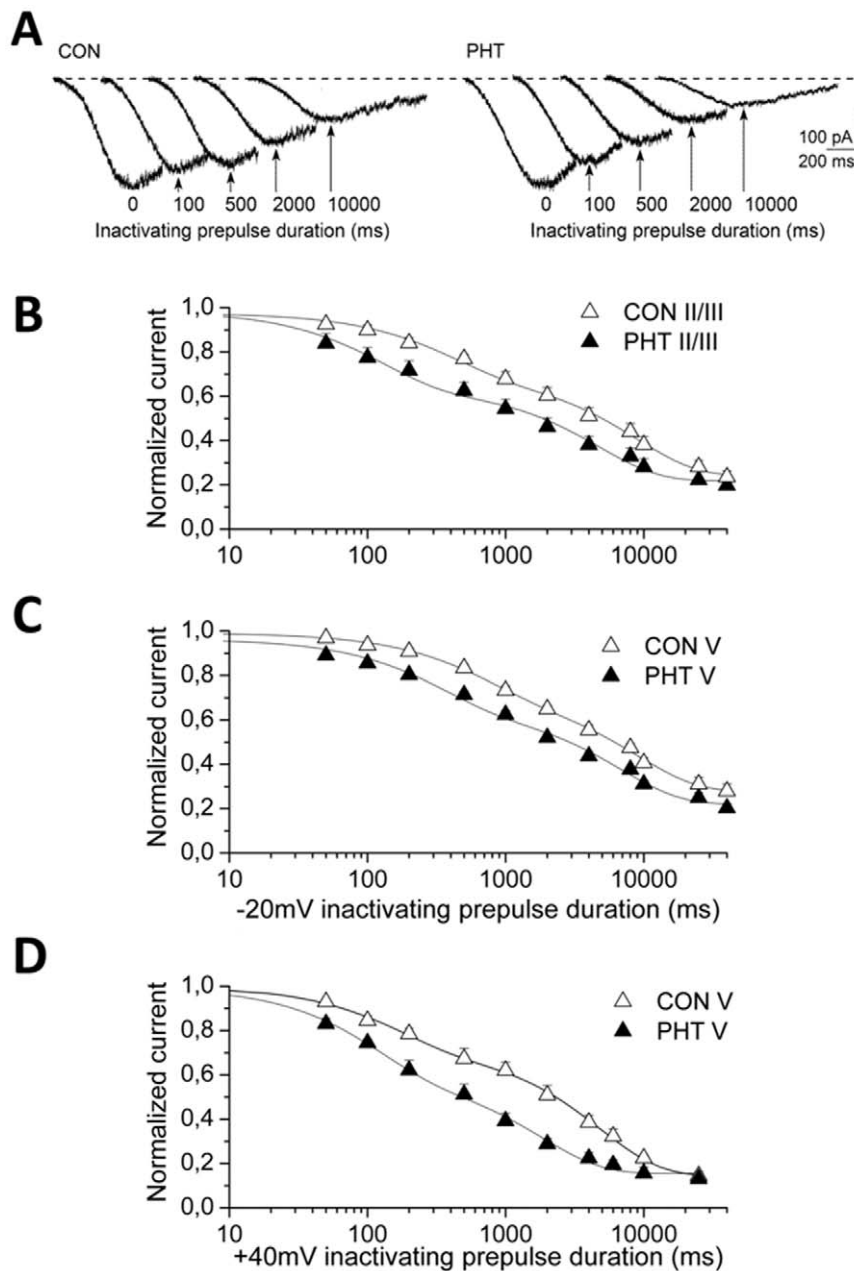 A
CON
PHT
100 pA
200 ms
0 100 500 2000 10000
0 100 500 2000 10000
Inactivating prepulse duration (ms)
Inactivating prepulse duration (ms)
B
Normalized current
1,0
0,8
0,6
0,4
0,2
0,0
CON II/III
PHT II/III
10 100 1000 10000
C
Normalized current
1,0
0,8
0,6
0,4
0,2
0,0
CON V
PHT V
10 100 1000 10000
-20mV inactivating prepulse duration (ms)
D
Normalized current
1,0
0,8
0,6
0,4
0,2
0,0
CON V
PHT V
10 100 1000 10000
+40mV inactivating prepulse duration (ms)